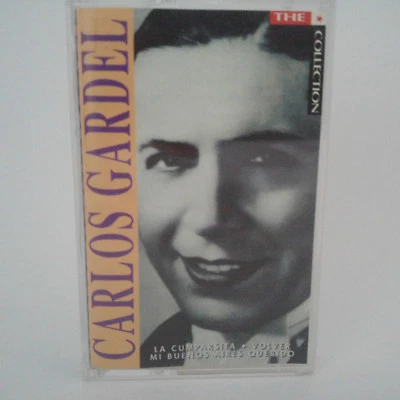 THE
COLLECTION
CARLOS GARDEL
LA CUMPARSITA • VOLVER
MI BUENOS AIRES QUERIDO